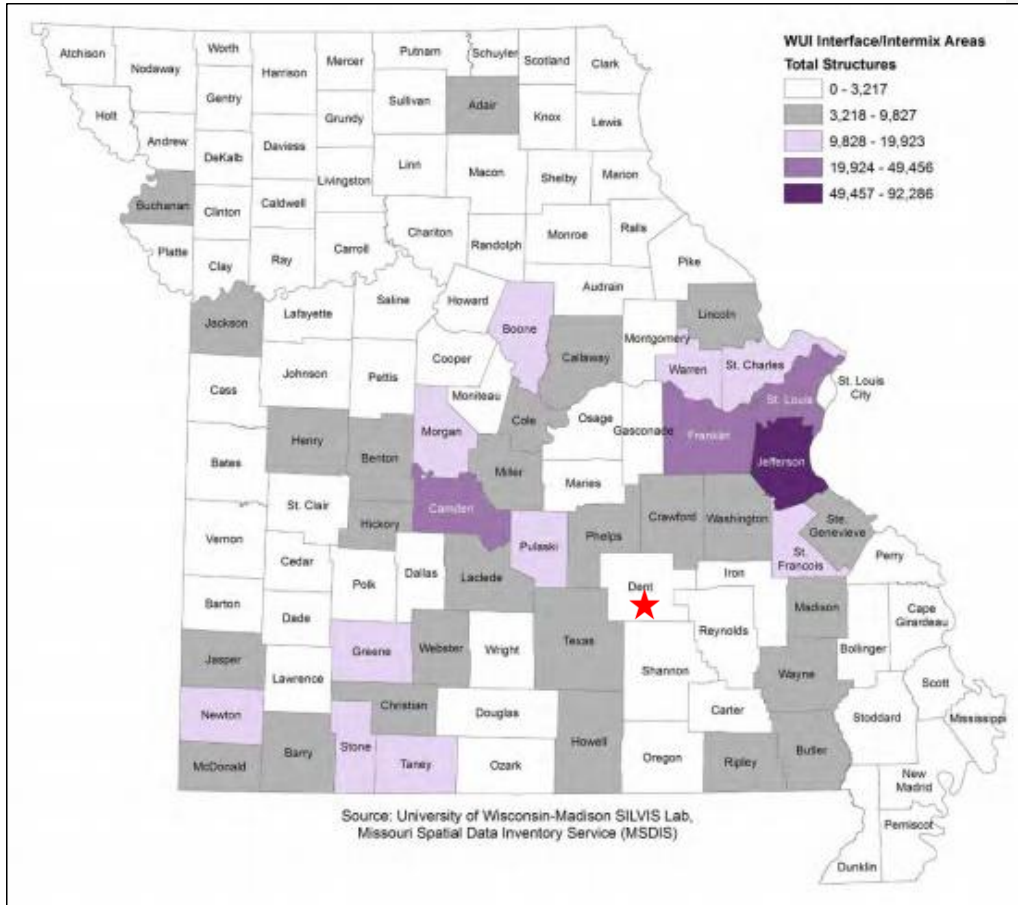 WUI Interface/Intermix Areas
Total Structures
0 - 3,217
3,218 - 9,827
9,828 - 19,923
19,924 - 49,456
49,457 - 92,286
Atchison
Nodaway
Worth
Harrison
Mercer
Putnam
Schuyler
Scotland
Clark
Gentry
Sullivan
Adair
Holt
Andrew
Grundy
Knox
Lewis
DeKalb
Daviess
Linn
Macon
Shelby
Marion
Livingston
Buchanan
Clinton
Caldwell
Chariton
Randolph
Monroe
Ralls
Platte
Clay
Ray
Carroll
Pike
Saline
Howard
Audrain
Jackson
Lafayette
Boone
Lincoln
Callaway
Montgomery
Cooper
Warren
St. Charles
Cass
Johnson
Pettis
Moniteau
St. Louis
City
St. Louis
Cole
Osage
Gasconade
Morgan
Franklin
Henry
Benton
Jefferson
Bates
Miller
Maries
St. Clair
Camden
Crawford
Washington
Ste.
Genevieve
Hickory
Phelps
Vernon
Pulaski
St.
Francois
Perry
Cedar
Dallas
Laclede
Iron
Polk
Dent
Barton
Dade
Madison
Cape
Girardeau
Reynolds
Bollinger
Jasper
Greene
Webster
Wright
Texas
Shannon
Wayne
Lawrence
Scott
Christian
Douglas
Carter
Stoddard
Mississippi
Newton
Stone
Howell
Barry
Taney
Ozark
Oregon
Ripley
Butler
McDonald
New
Madrid
Pemiscot
Dunklin
Source: University of Wisconsin-Madison SILVIS Lab,
Missouri Spatial Data Inventory Service (MSDIS)